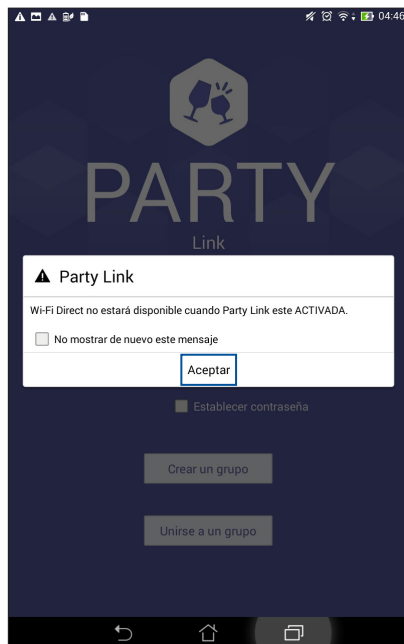 04:46
PARTY
Link
Party Link
Wi-Fi Direct no estará disponible cuando Party Link este ACTIVADA.
No mostrar de nuevo este mensaje
Aceptar
Establecer contraseña
Crear un grupo
Unirse a un grupo